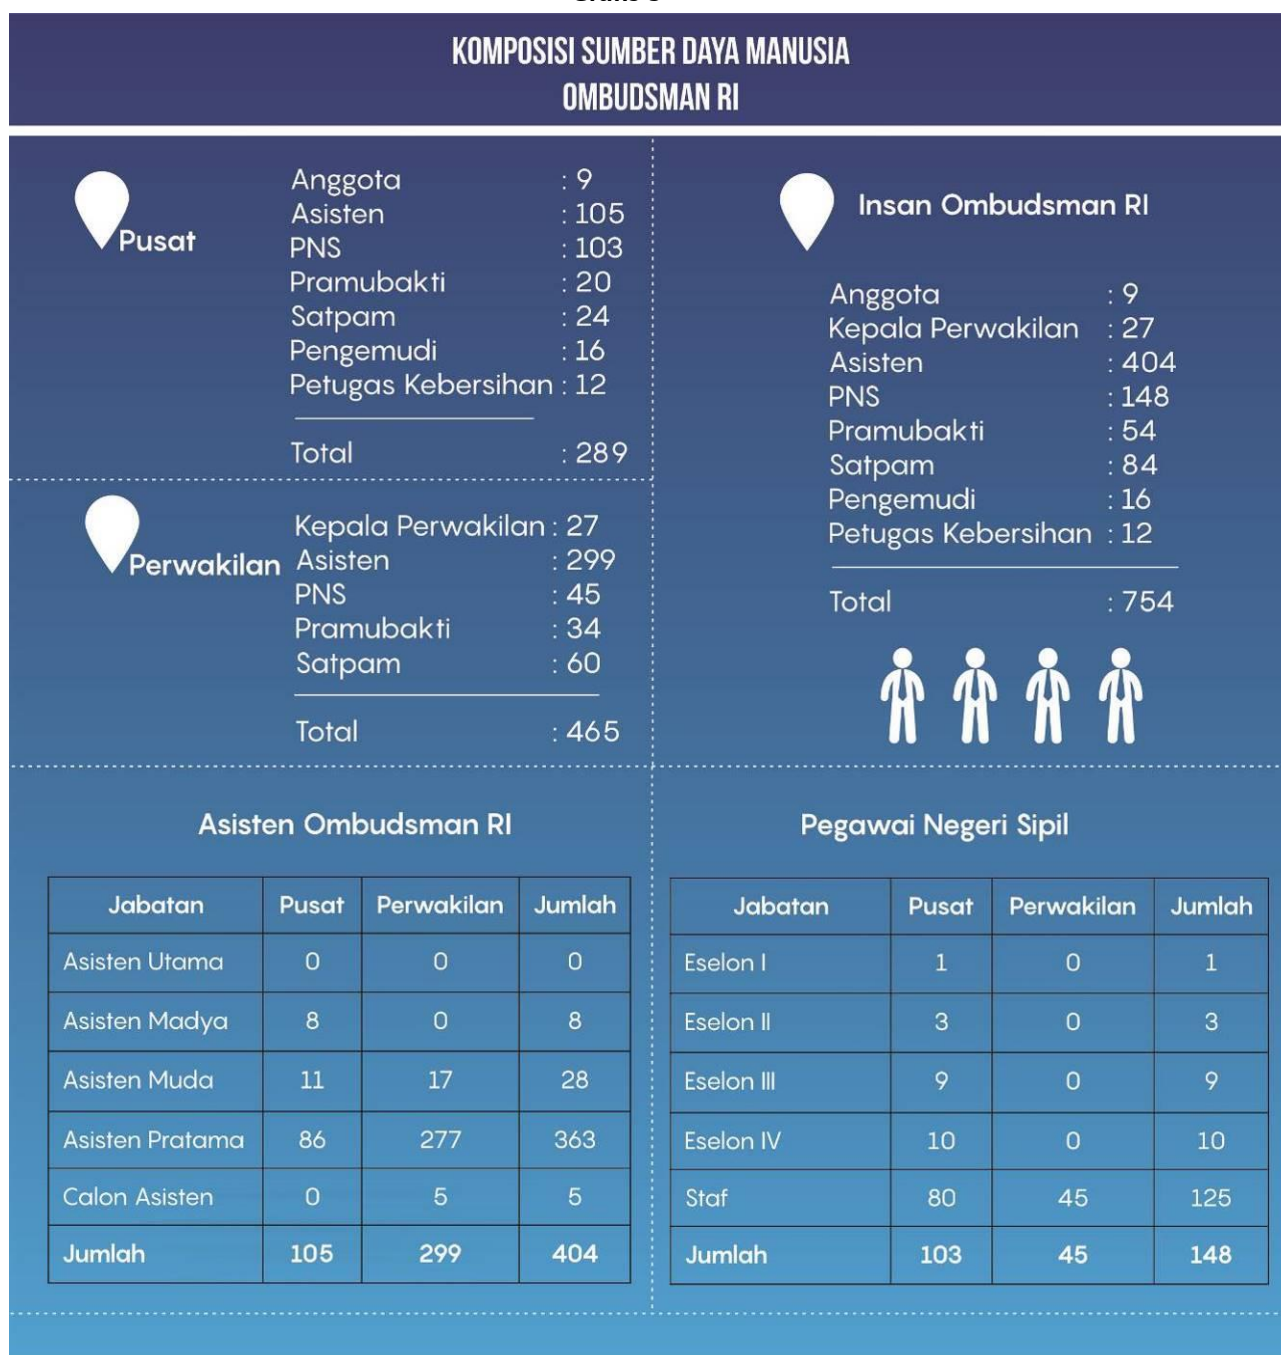 KOMPOSISI SUMBER DAYA MANUSIA
OMBUDSMAN RI
Pusat
Anggota : 9
Asisten : 105
PNS : 103
Pramubakti : 20
Satpam : 24
Pengemudi : 16
Petugas Kebersihan : 12
Total : 289
Perwakilan
Kepala Perwakilan : 27
Asisten : 299
PNS : 45
Pramubakti : 34
Satpam : 60
Total : 465
Insan Ombudsman RI
Anggota : 9
Kepala Perwakilan : 27
Asisten : 404
PNS : 148
Pramubakti : 54
Satpam : 84
Pengemudi : 16
Petugas Kebersihan : 12
Total : 754
Asisten Ombudsman RI
Jabatan Pusat Perwakilan Jumlah
Asisten Utama 0 0 0
Asisten Madya 8 0 8
Asisten Muda 11 17 28
Asisten Pratama 86 277 363
Calon Asisten 0 5 5
Jumlah 105 299 404
Pegawai Negeri Sipil
Jabatan Pusat Perwakilan Jumlah
Eselon I 1 0 1
Eselon II 3 0 3
Eselon III 9 0 9
Eselon IV 10 0 10
Staf 80 45 125
Jumlah 103 45 148